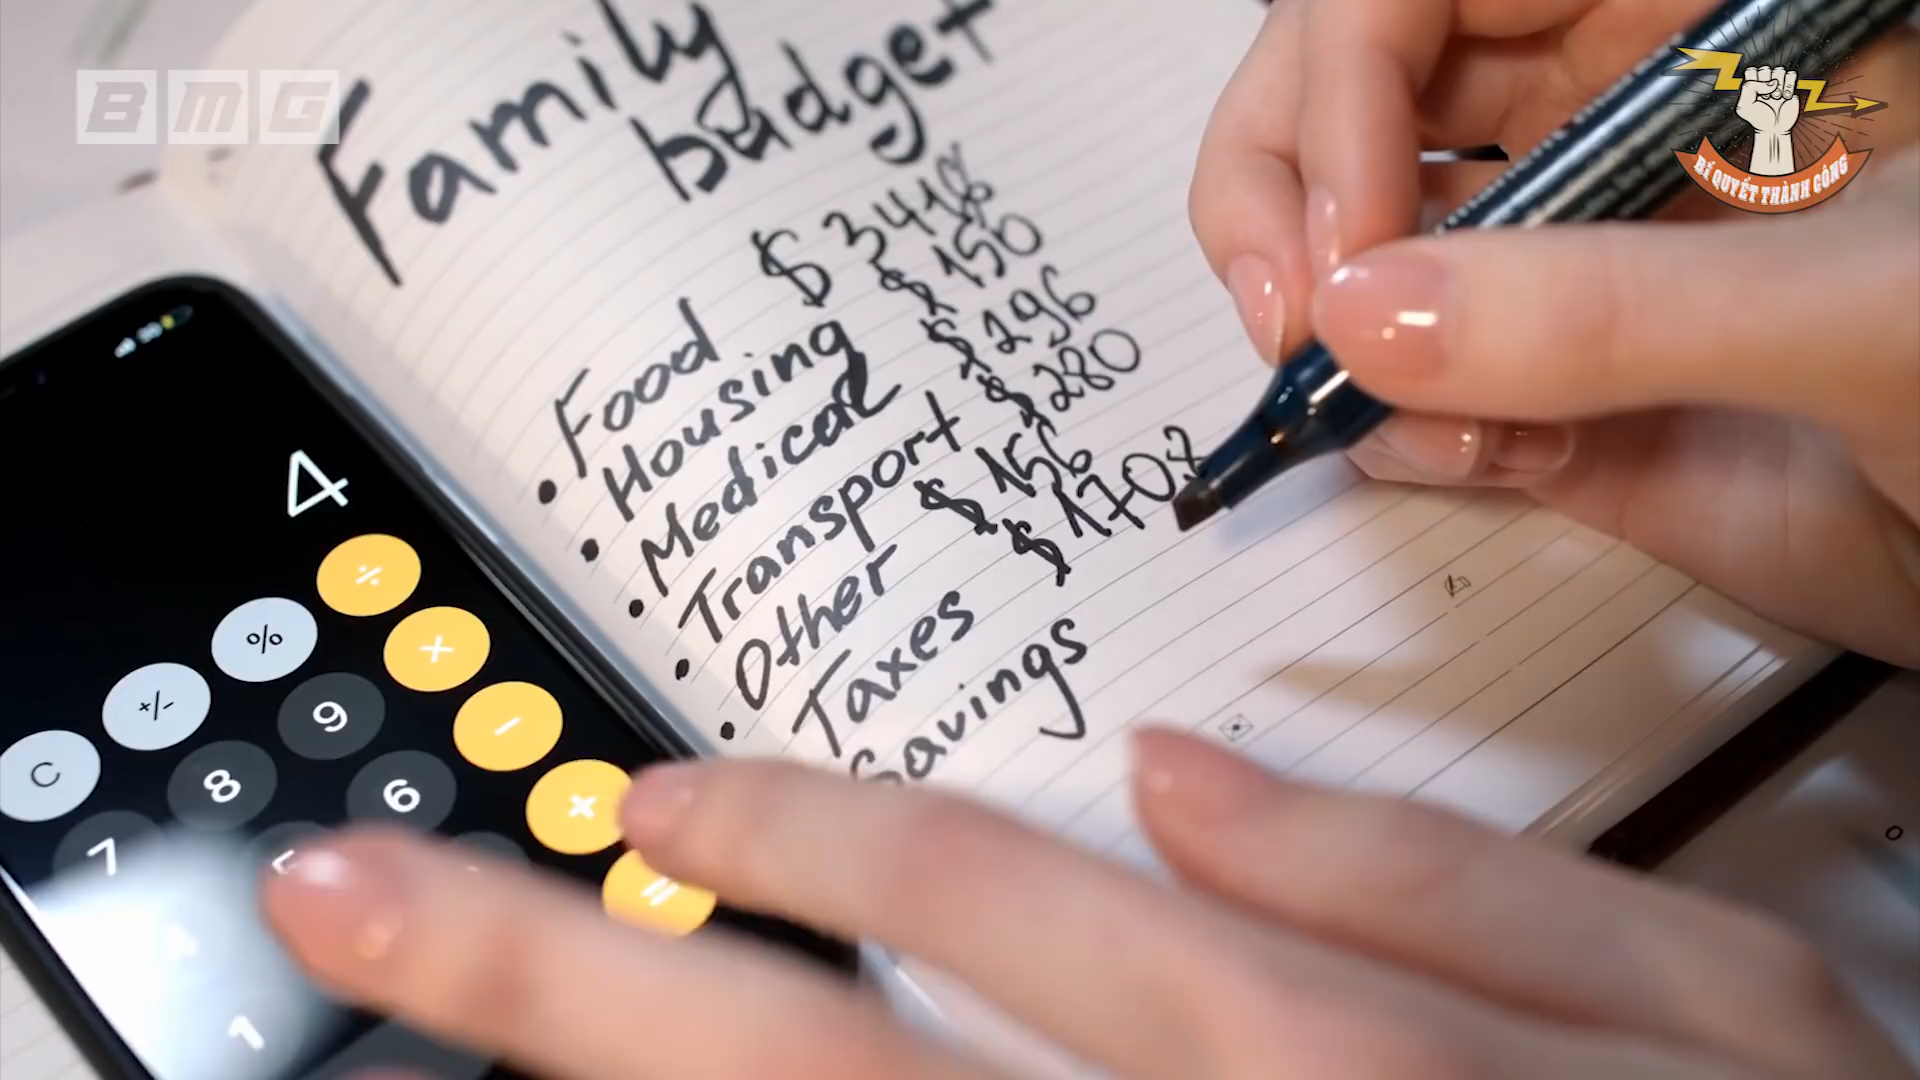 BMG
BÍ QUYẾT THÀNH CÔNG
Family
budget
Food $ 3418
• Housing $ 150
• Medical $ 296
• Transport $ 280
• Other $ 156
• Taxes $ 170
Savings
4
÷
% ×
+/- 9 -
C 8 6 +
7 =
1